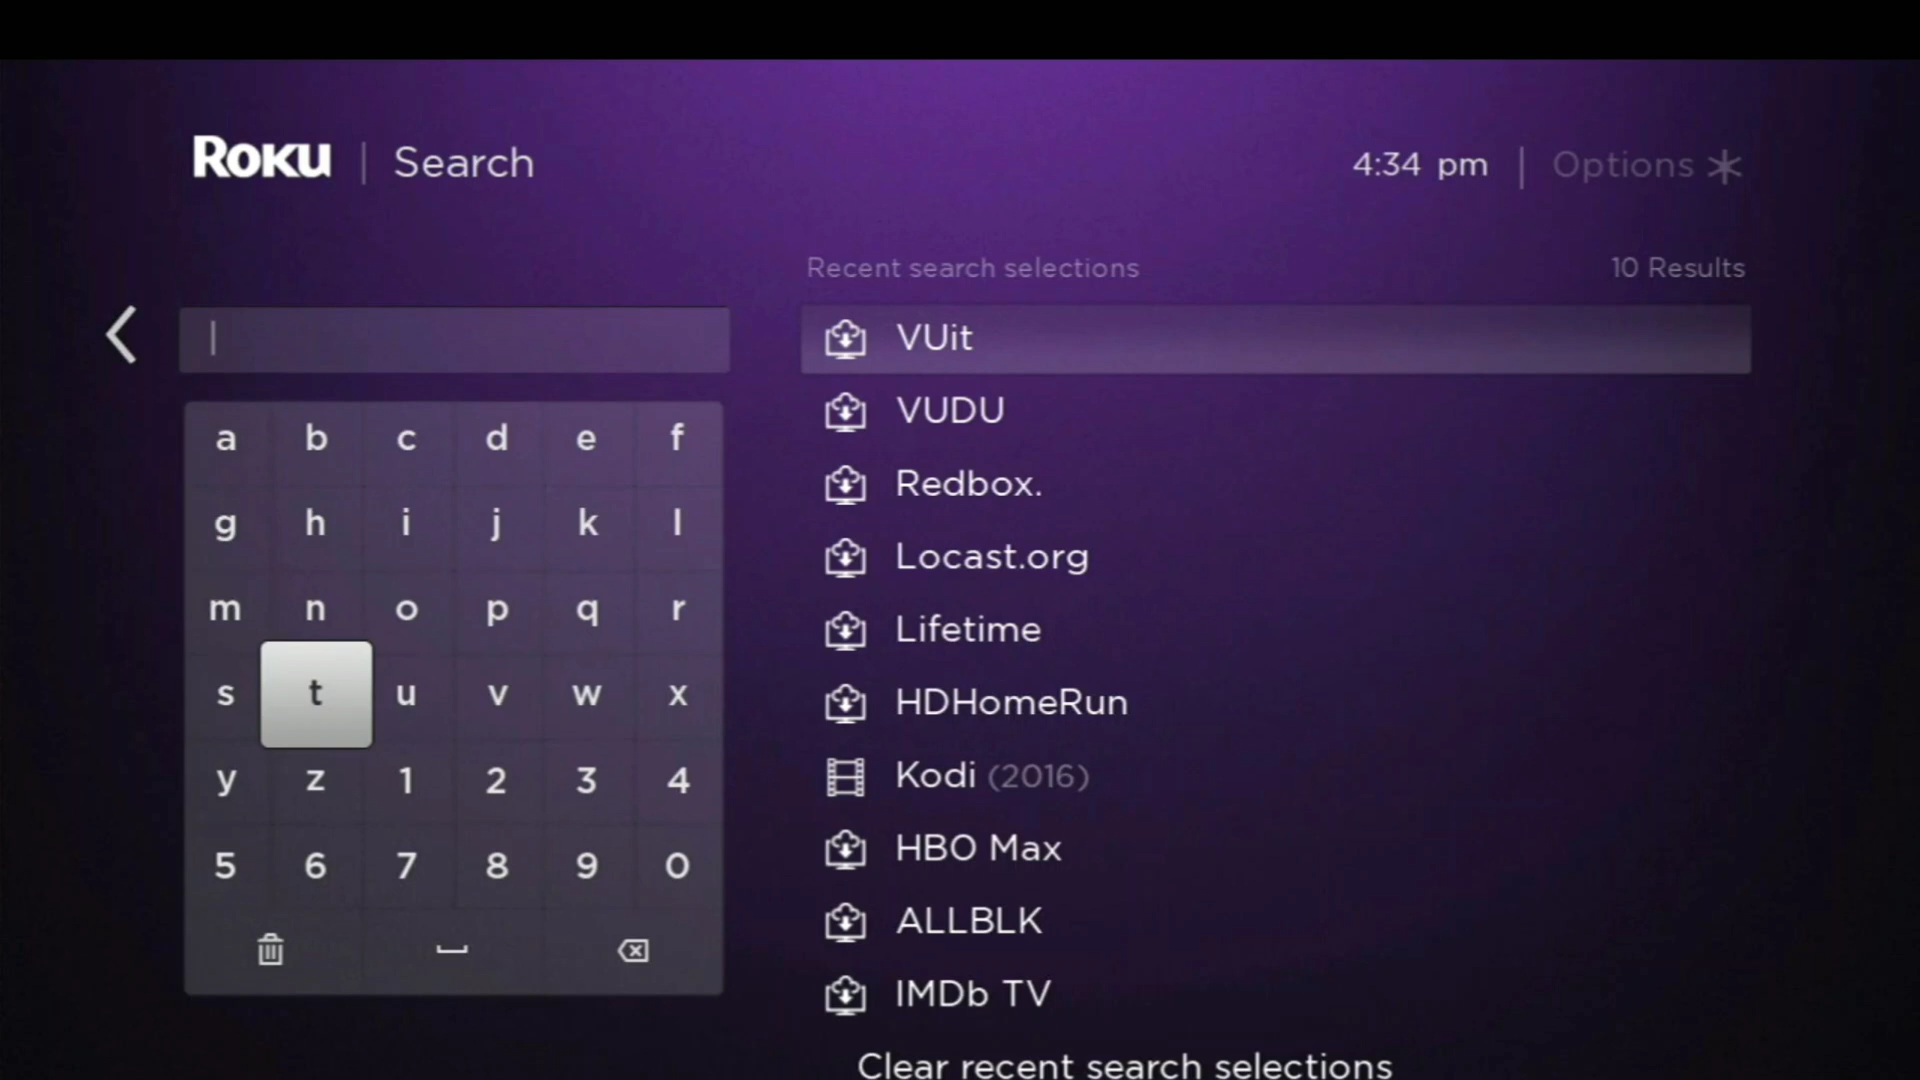 Roku | Search
4:34 pm | Options
Recent search selections
10 Results
VUit
VUDU
Redbox.
Locast.org
Lifetime
HDHomeRun
Kodi (2016)
HBO Max
ALLBLK
IMDb TV
Clear recent search selections
a b c d e f
g h i j k l
m n o p q r
s t u v w x
y z 1 2 3 4
5 6 7 8 9 0